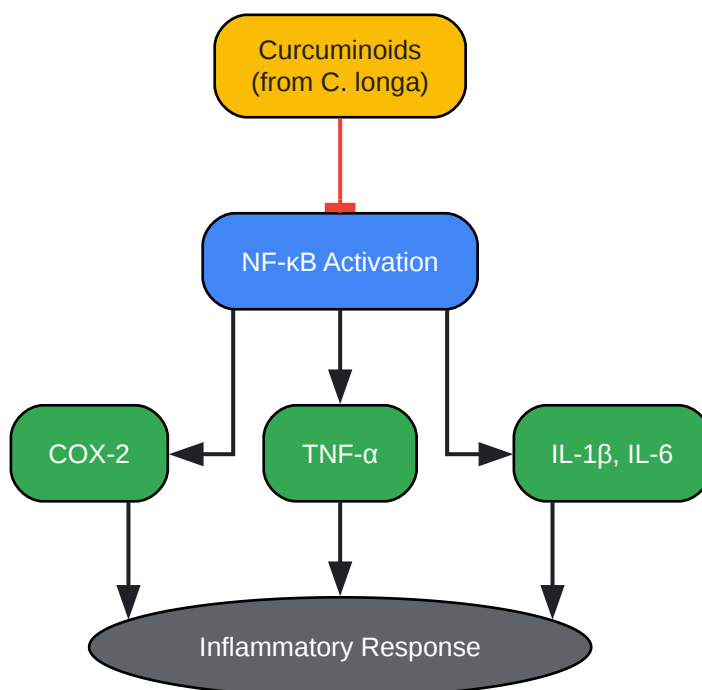 Curcuminoids
(from C. longa)
NF-κB Activation
COX-2
TNF-α
IL-1β, IL-6
Inflammatory Response